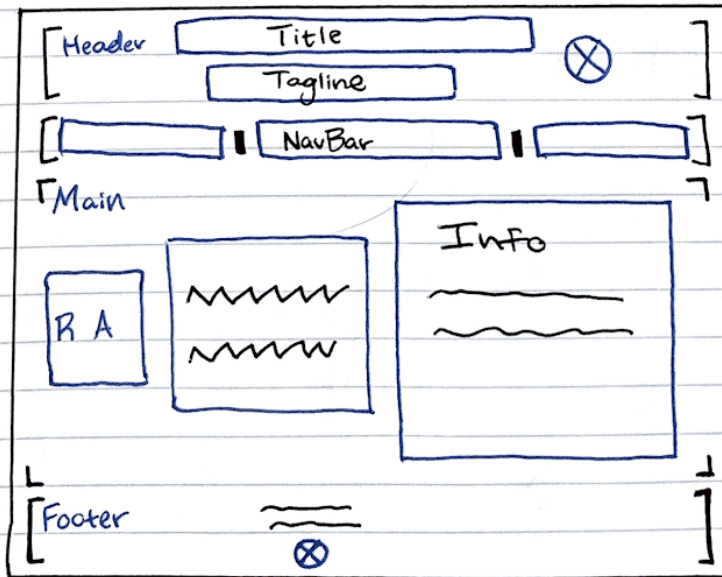 Header
Title
Tagline
NavBar
Main
Info
R A
Footer